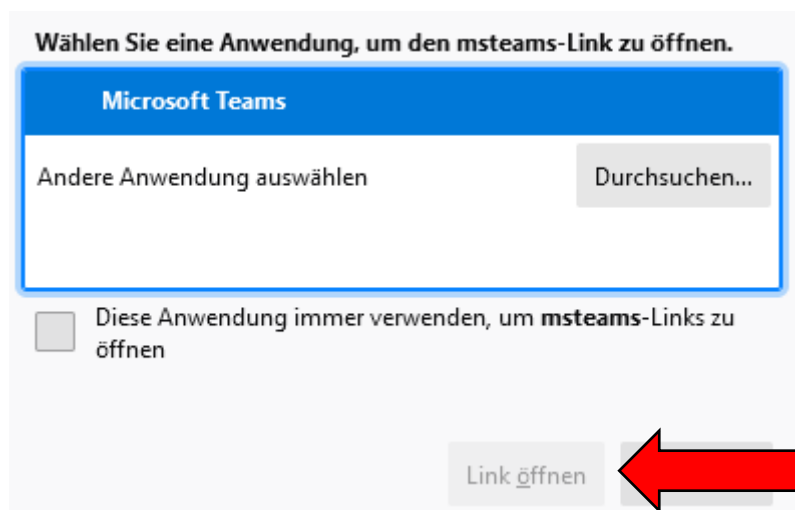 Wählen Sie eine Anwendung, um den msteams-Link zu öffnen.
Microsoft Teams
Andere Anwendung auswählen
Durchsuchen...
Diese Anwendung immer verwenden, um msteams-Links zu
öffnen
Link öffnen